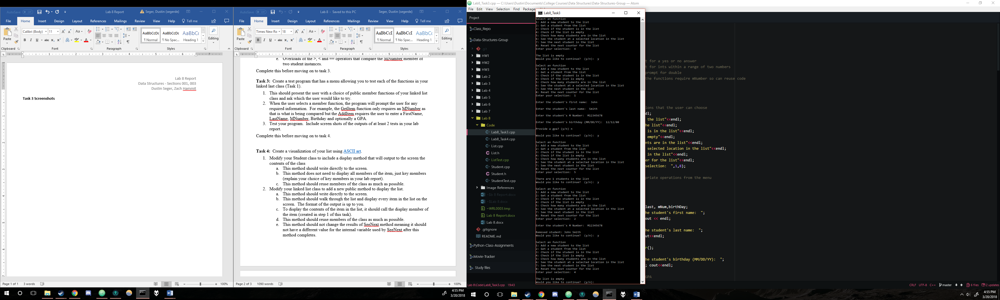 AutoSave Off
Lab 8 Report
Seger, Dustin (segerde)
File Home Insert Draw Design Layout References Mailings Review View Help Tell me
Calibri (Body) 11
Paste
Clipboard
Font
Paragraph
AaBbCcDc AaBbCcDc AaBbC
¶ Normal ¶ No Spac... Heading 1
Styles
Editing
Lab 8 Report
Data Structures - Sections 001, 003
Dustin Seger, Zach Hammit
Task 3 Screenshots
Page 1 of 1 3 words
100%
AutoSave Off
Lab 8 - Saved to this PC
Seger, Dustin (segerde)
File Home Insert Draw Design Layout References Mailings Review View Help Tell me
Times New Ro 18
Paste
Clipboard
Font
Paragraph
AaBbCcI AaBbCcI AaBbC
¶ Normal ¶ No Spac... Heading 1
Styles
Editing
e. Overloads of the >, < and == operators that compare the MNumber member of
two student instances.
Complete this before moving on to task 3.
Task 3: Create a test program that has a menu allowing you to test each of the functions in your
linked last class (Task 1).
1. This should present the user with a choice of public member functions of your linked list
class and ask which the user would like to try.
2. When the user selects a member function, the program will prompt the user for any
required information. For example, the GetItem function only requires an MNumber as
that is what is being compared but the AddItem requires the user to enter a FirstName,
LastName, MNumber, Birthday and optionally a GPA.
3. Test your program. Include screen shots of the outputs of at least 2 tests in your lab
report.
Complete this before moving on to task 4.
Task 4: Create a visualization of your list using ASCII art.
1. Modify your Student class to include a display method that will output to the screen the
contents of the class
a. This method should write directly to the screen.
b. This method does not need to display all members of the item, just key members
(explain your choice of key members in your lab report).
c. This method should reuse members of the class as much as possible.
2. Modify your linked list class to add a new public method to display the list.
a. This method should write directly to the screen.
b. This method should walk through the list and display every item in the list on the
screen. The format of the output is up to you.
c. To display the contents of the item in the list, it should call the display member of
the item (created in step 1 of this task).
d. This method should reuse members of the class as much as possible.
e. This method should not change the results of SeeNext method meaning it should
not have a different value for the internal variable used by SeeNext after this
method completes.
Page 2 of 3 1090 words
100%
4:55 PM
3/20/2018
Lab8_Task3.cpp — C:\Users\Dustin\Documents\College Courses\Data Structures\Data-Structures-Group — Atom
File Edit View Selection Find Packages
Project
Class_Repo
Data-Structures-Group
.git
HW1
HW2
HW3
Lab 2
Lab 3
Lab 4
Lab 5
Lab 6
Lab 7
Lab 8
Code
Lab8_Task3.cpp
Lab8_Task4.cpp
List.cpp
List.h
ListTest.cpp
Student.cpp
Student.h
StudentTest.cpp
Image References
~$b 8 Report.docx
~$Lab 8.docx
~WRL0003.tmp
Lab 8 Report.docx
Lab 8.docx
.gitignore
README.md
Python-Class-Assignments
Movie-Tracker
Study files
Lab 8\Code\Lab8_Task3.cpp 19:43
Lab8_Task3
Select an function
1: Add a new student to the list
2: Get a student from the list
3: Check if the student is in the list
4: Check if the list is empty
5: Check how many students are in the list
6: See the student at a selected location in the list
7: See the next student in the list
8: Reset the next counter for the list
Enter your selection: 4
The list is empty
Would you like to continue? (y/n): y
Select an function
1: Add a new student to the list
2: Get a student from the list
3: Check if the student is in the list
4: Check if the list is empty
5: Check how many students are in the list
6: See the student at a selected location in the list
7: See the next student in the list
8: Reset the next counter for the list
Enter your selection: 1
Enter the student's first name: John
Enter the student's last name: Smith
Enter the student's M Number: M12345678
Enter the student's birthday (MM/DD/YY): 12/12/00
Provide a gpa? (y/n) n
Would you like to continue? (y/n): y
Select an function
1: Add a new student to the list
2: Get a student from the list
3: Check if the student is in the list
4: Check if the list is empty
5: Check how many students are in the list
6: See the student at a selected location in the list
7: See the next student in the list
8: Reset the next counter for the list
Enter your selection: 5
There are 1 students in the list
Would you like to continue? (y/n): y
Select an function
1: Add a new student to the list
2: Get a student from the list
3: Check if the student is in the list
4: Check if the list is empty
5: Check how many students are in the list
6: See the student at a selected location in the list
7: See the next student in the list
8: Reset the next counter for the list
Enter your selection: 2
Enter the student's M Number: M12345678
Removed student: John Smith
Would you like to continue? (y/n): y
Select an function
1: Add a new student to the list
2: Get a student from the list
3: Check if the student is in the list
4: Check if the list is empty
5: Check how many students are in the list
6: See the student at a selected location in the list
7: See the next student in the list
8: Reset the next counter for the list
Enter your selection: 4
The list is empty
Would you like to continue? (y/n):
t for a yes or no answer
t for ints within a range of two numbers
prompt for double
the functions require mNumber so can reuse code
ions that the user can choose
dl;
the list"<<endl;
he list"<<endl;
is in the list"<<endl;
empty"<<endl;
nts are in the list"<<endl;
selected location in the list"<<endl;
in the list"<<endl;
er for the list"<<endl;
selection:  ",1,8);
priate operations from the menu
last, mNum,birthDay;
he student's first name:  ";
out << endl;
he student's last name:  ";
ut<<endl;
r();
he student's birthday (MM/DD/YY):  ";
; cout<<endl;
GPA
CRLF UTF-8 C++ master 6 files 2 updates
4:55 PM
3/20/2018